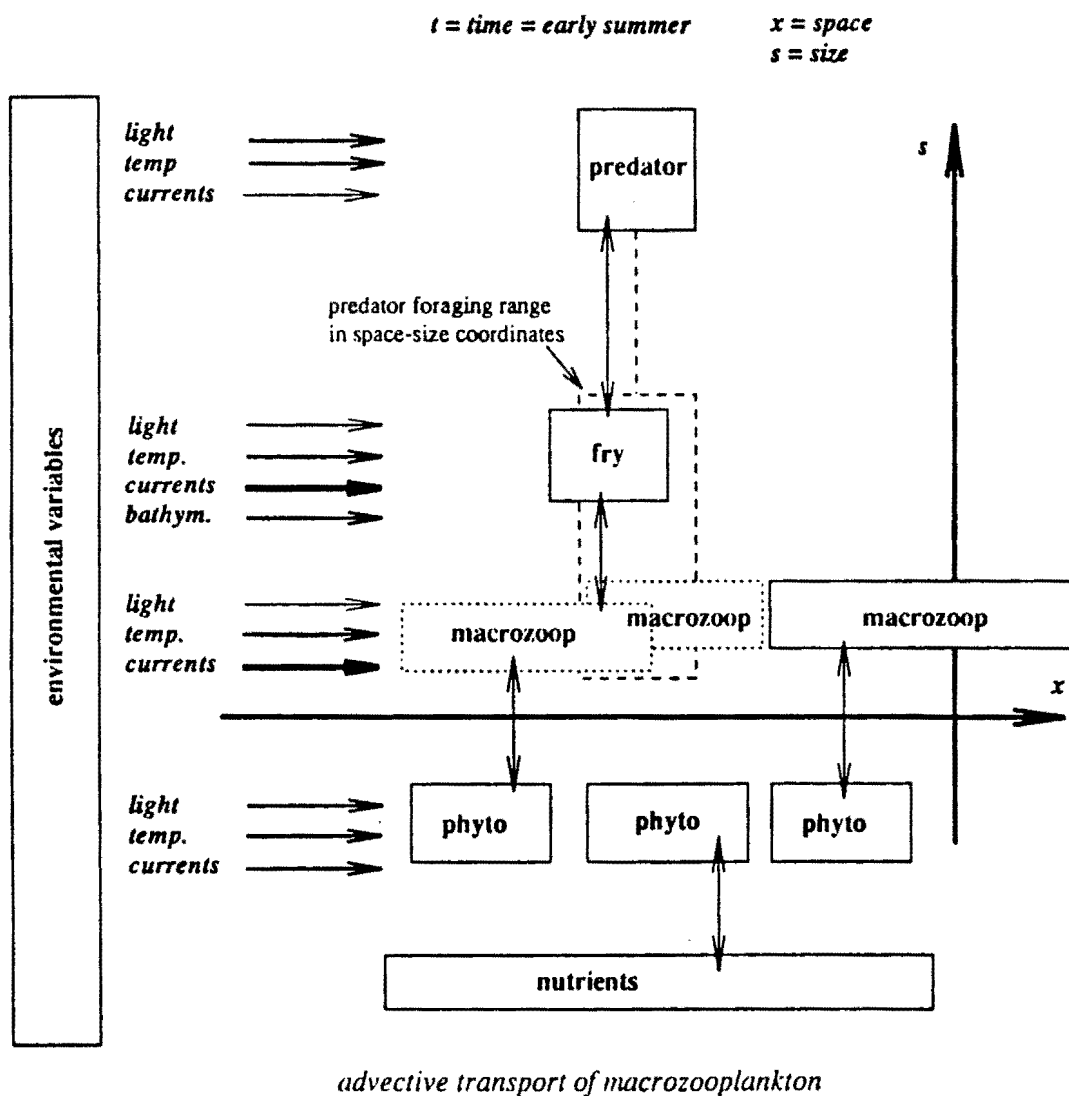 t = time = early summer
x = space
s = size
light
temp
currents
predator
s
predator foraging range
in space-size coordinates
environmental variables
light
temp.
currents
bathym.
fry
light
temp.
currents
macrozoop
macrozoop
macrozoop
x
light
temp.
currents
phyto
phyto
phyto
nutrients
advective transport of macrozooplankton